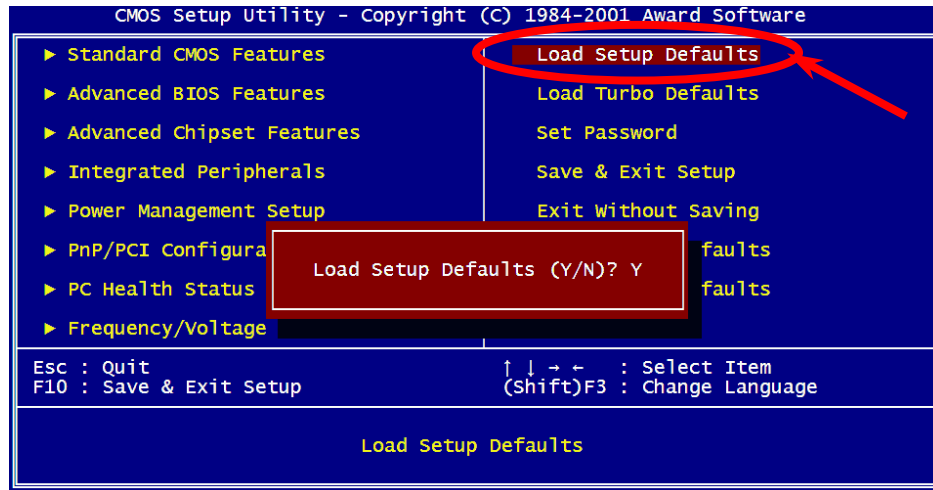 CMOS Setup Utility - Copyright (C) 1984-2001 Award Software
► Standard CMOS Features
► Advanced BIOS Features
► Advanced Chipset Features
► Integrated Peripherals
► Power Management Setup
► PnP/PCI Configura
► PC Health Status
► Frequency/Voltage
Load Setup Defaults
Load Turbo Defaults
Set Password
Save & Exit Setup
Exit Without Saving
faults
faults
Load Setup Defaults (Y/N)? Y
Esc : Quit
F10 : Save & Exit Setup
↑ ↓ → ← : Select Item
(Shift)F3 : Change Language
Load Setup Defaults